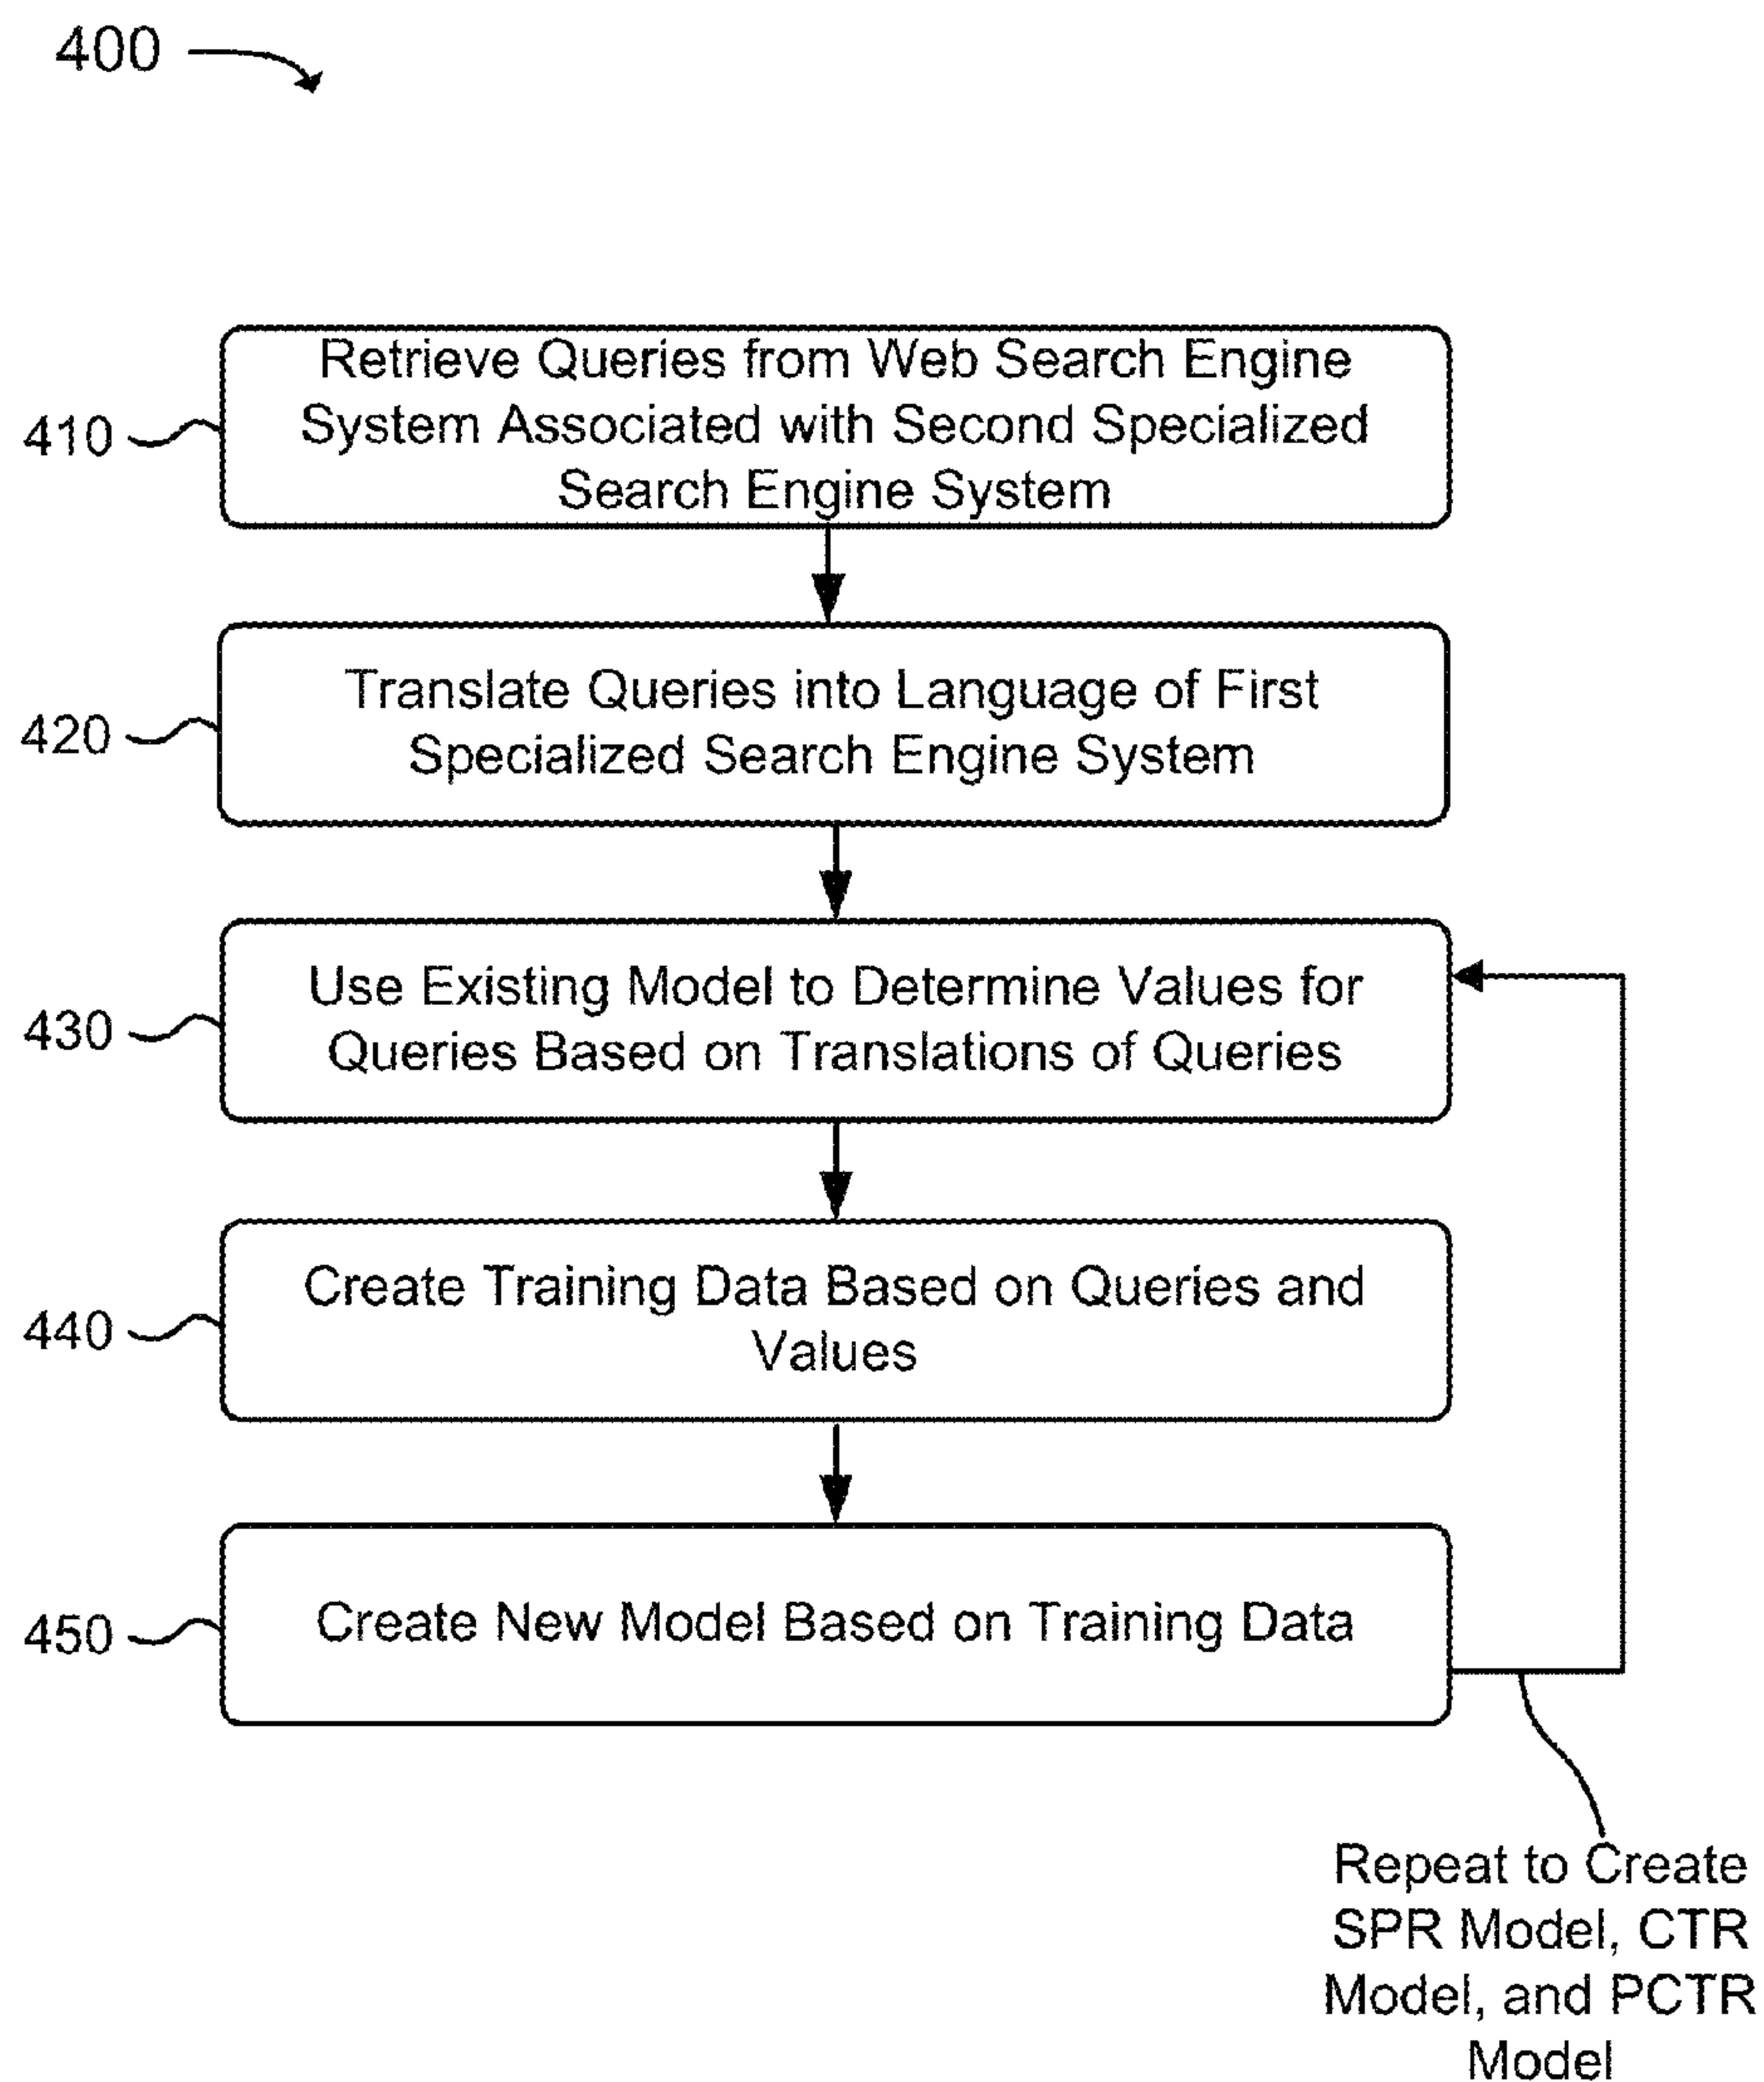 400
Retrieve Queries from Web Search Engine
System Associated with Second Specialized
Search Engine System
410
Translate Queries into Language of First
Specialized Search Engine System
420
Use Existing Model to Determine Values for
Queries Based on Translations of Queries
430
Create Training Data Based on Queries and
Values
440
Create New Model Based on Training Data
450
Repeat to Create
SPR Model, CTR
Model, and PCTR
Model